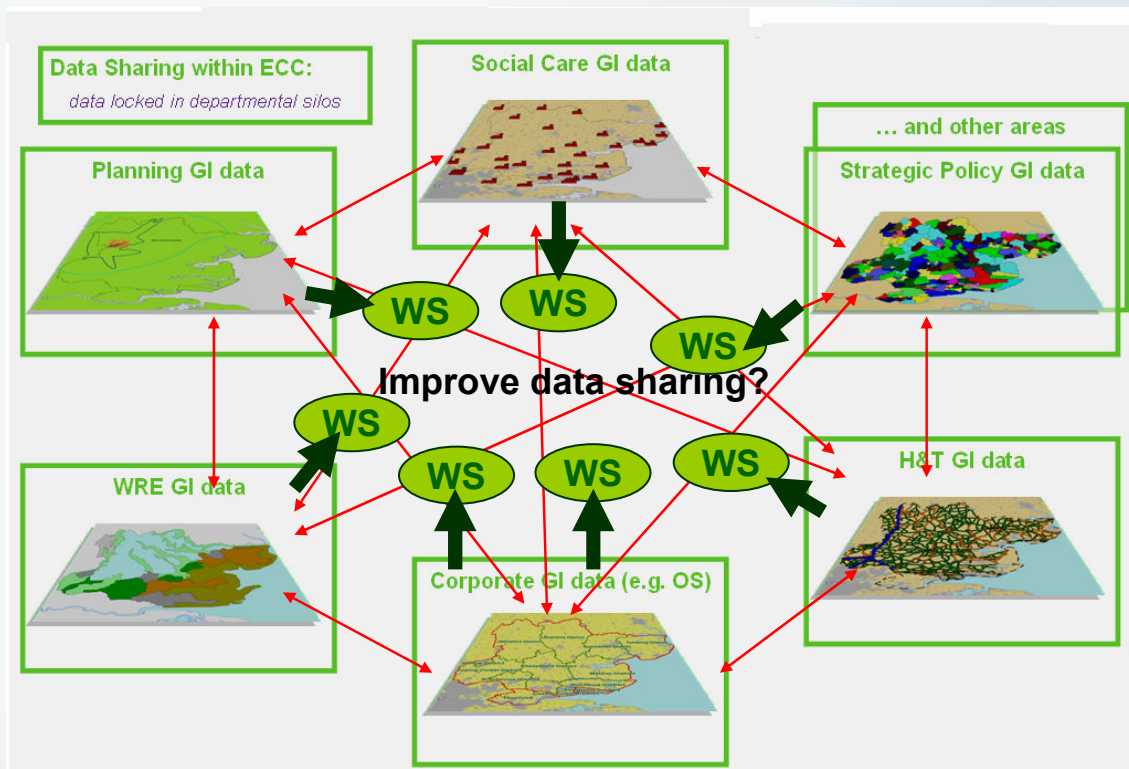 Data Sharing within ECC:
data locked in departmental silos
Social Care GI data
… and other areas
Planning GI data
Strategic Policy GI data
WS
WS
WS
Improve data sharing?
WS
WS
WS
WS
WRE GI data
H&T GI data
Corporate GI data (e.g. OS)